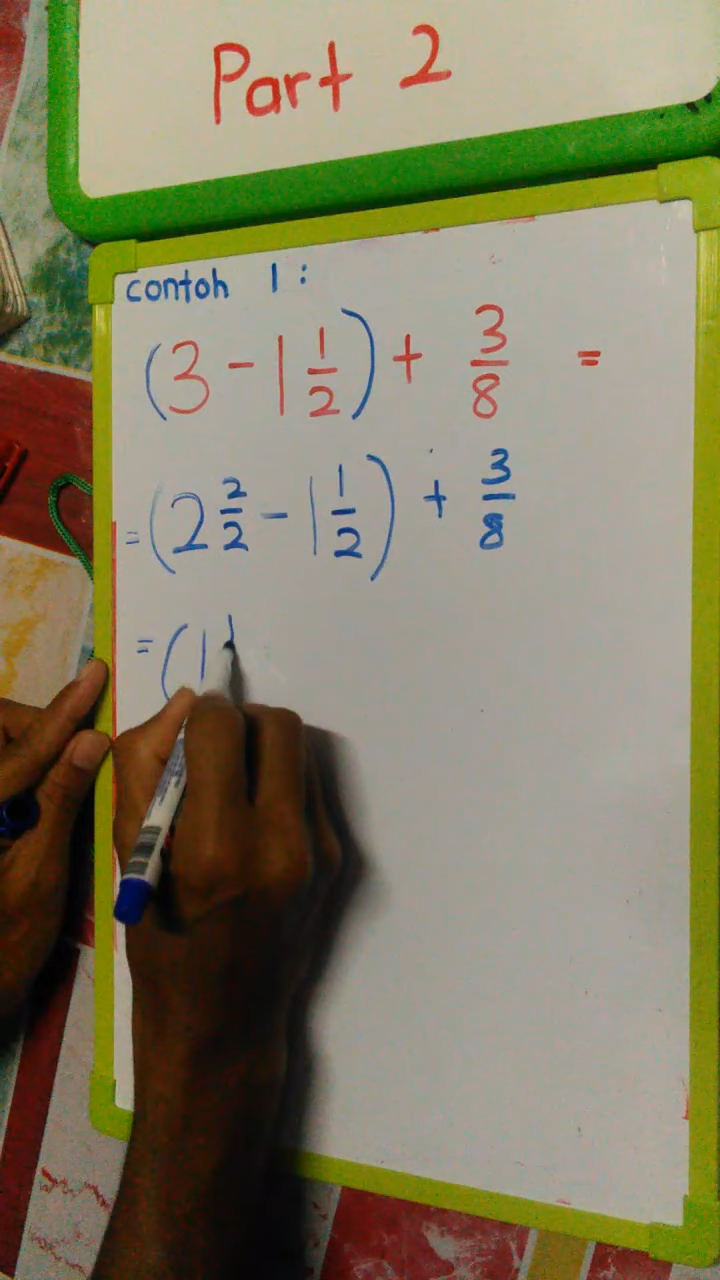 Part 2
contoh 1:
(3 - 1 1/2) + 3/8 =
= (2 2/2 - 1 1/2) + 3/8
= (1 1